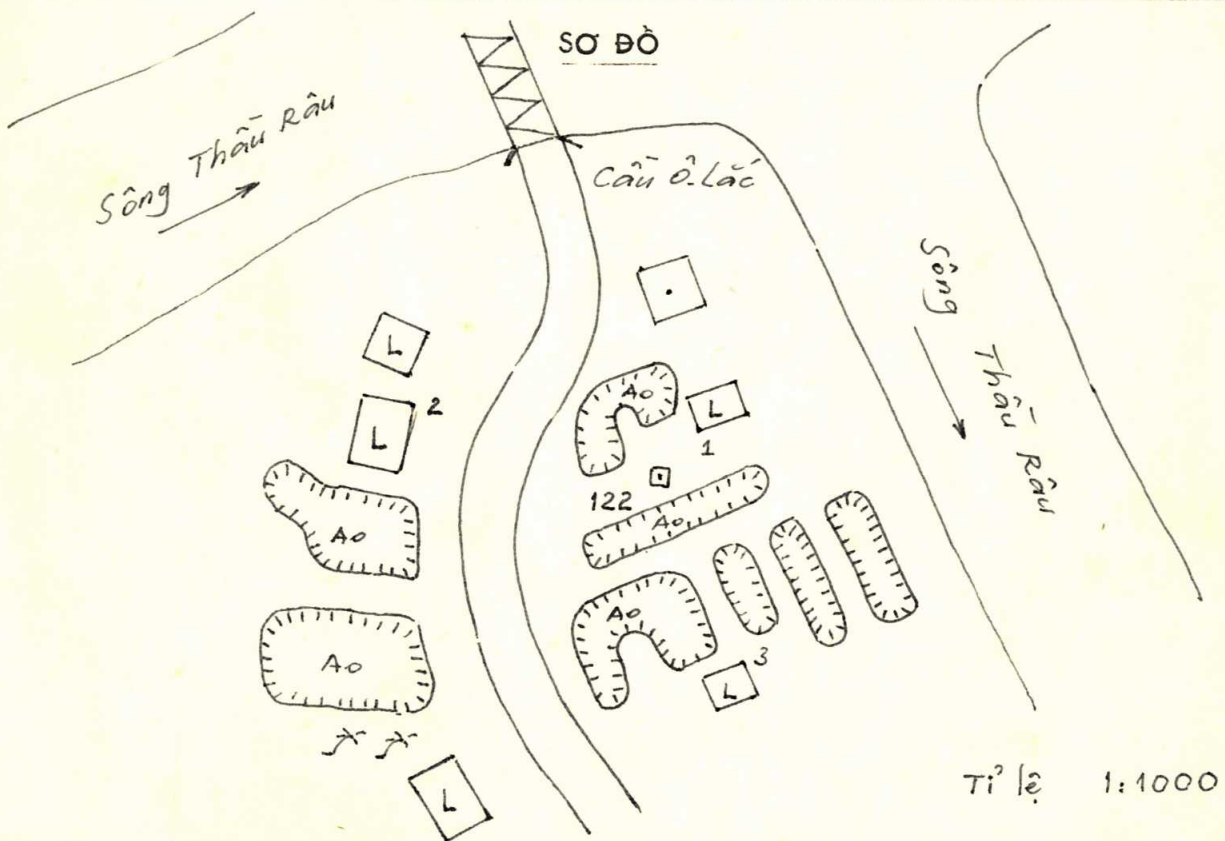 SƠ ĐỒ
Sông Thầu Râu
Cầu Ô-Lắc
Sông Thầu Râu
L
L
2
Ao
L
1
122
Ao
Ao
Ao
Ao
3
L
L
Tỉ lệ 1:1000